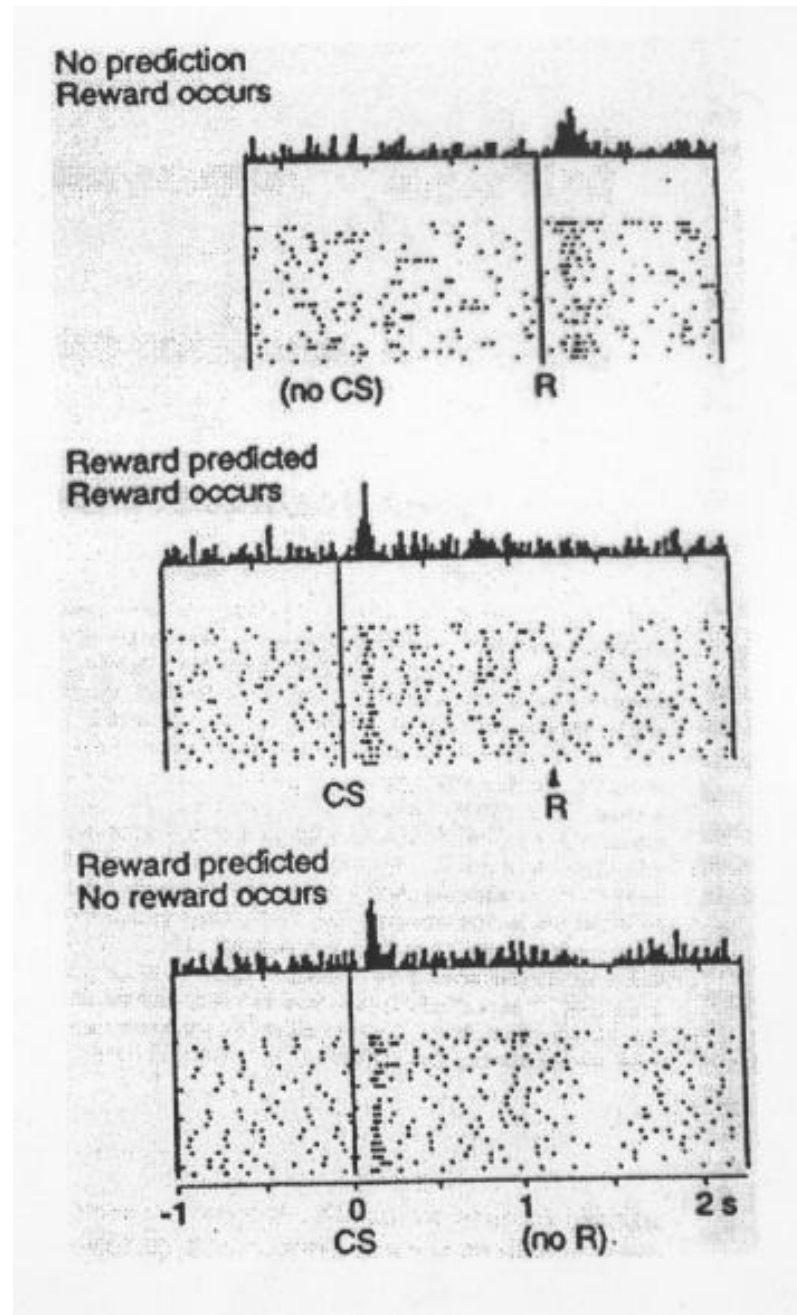 No prediction
Reward occurs
(no CS) R
Reward predicted
Reward occurs
CS R
Reward predicted
No reward occurs
-1 0 1 2 s
CS (no R)